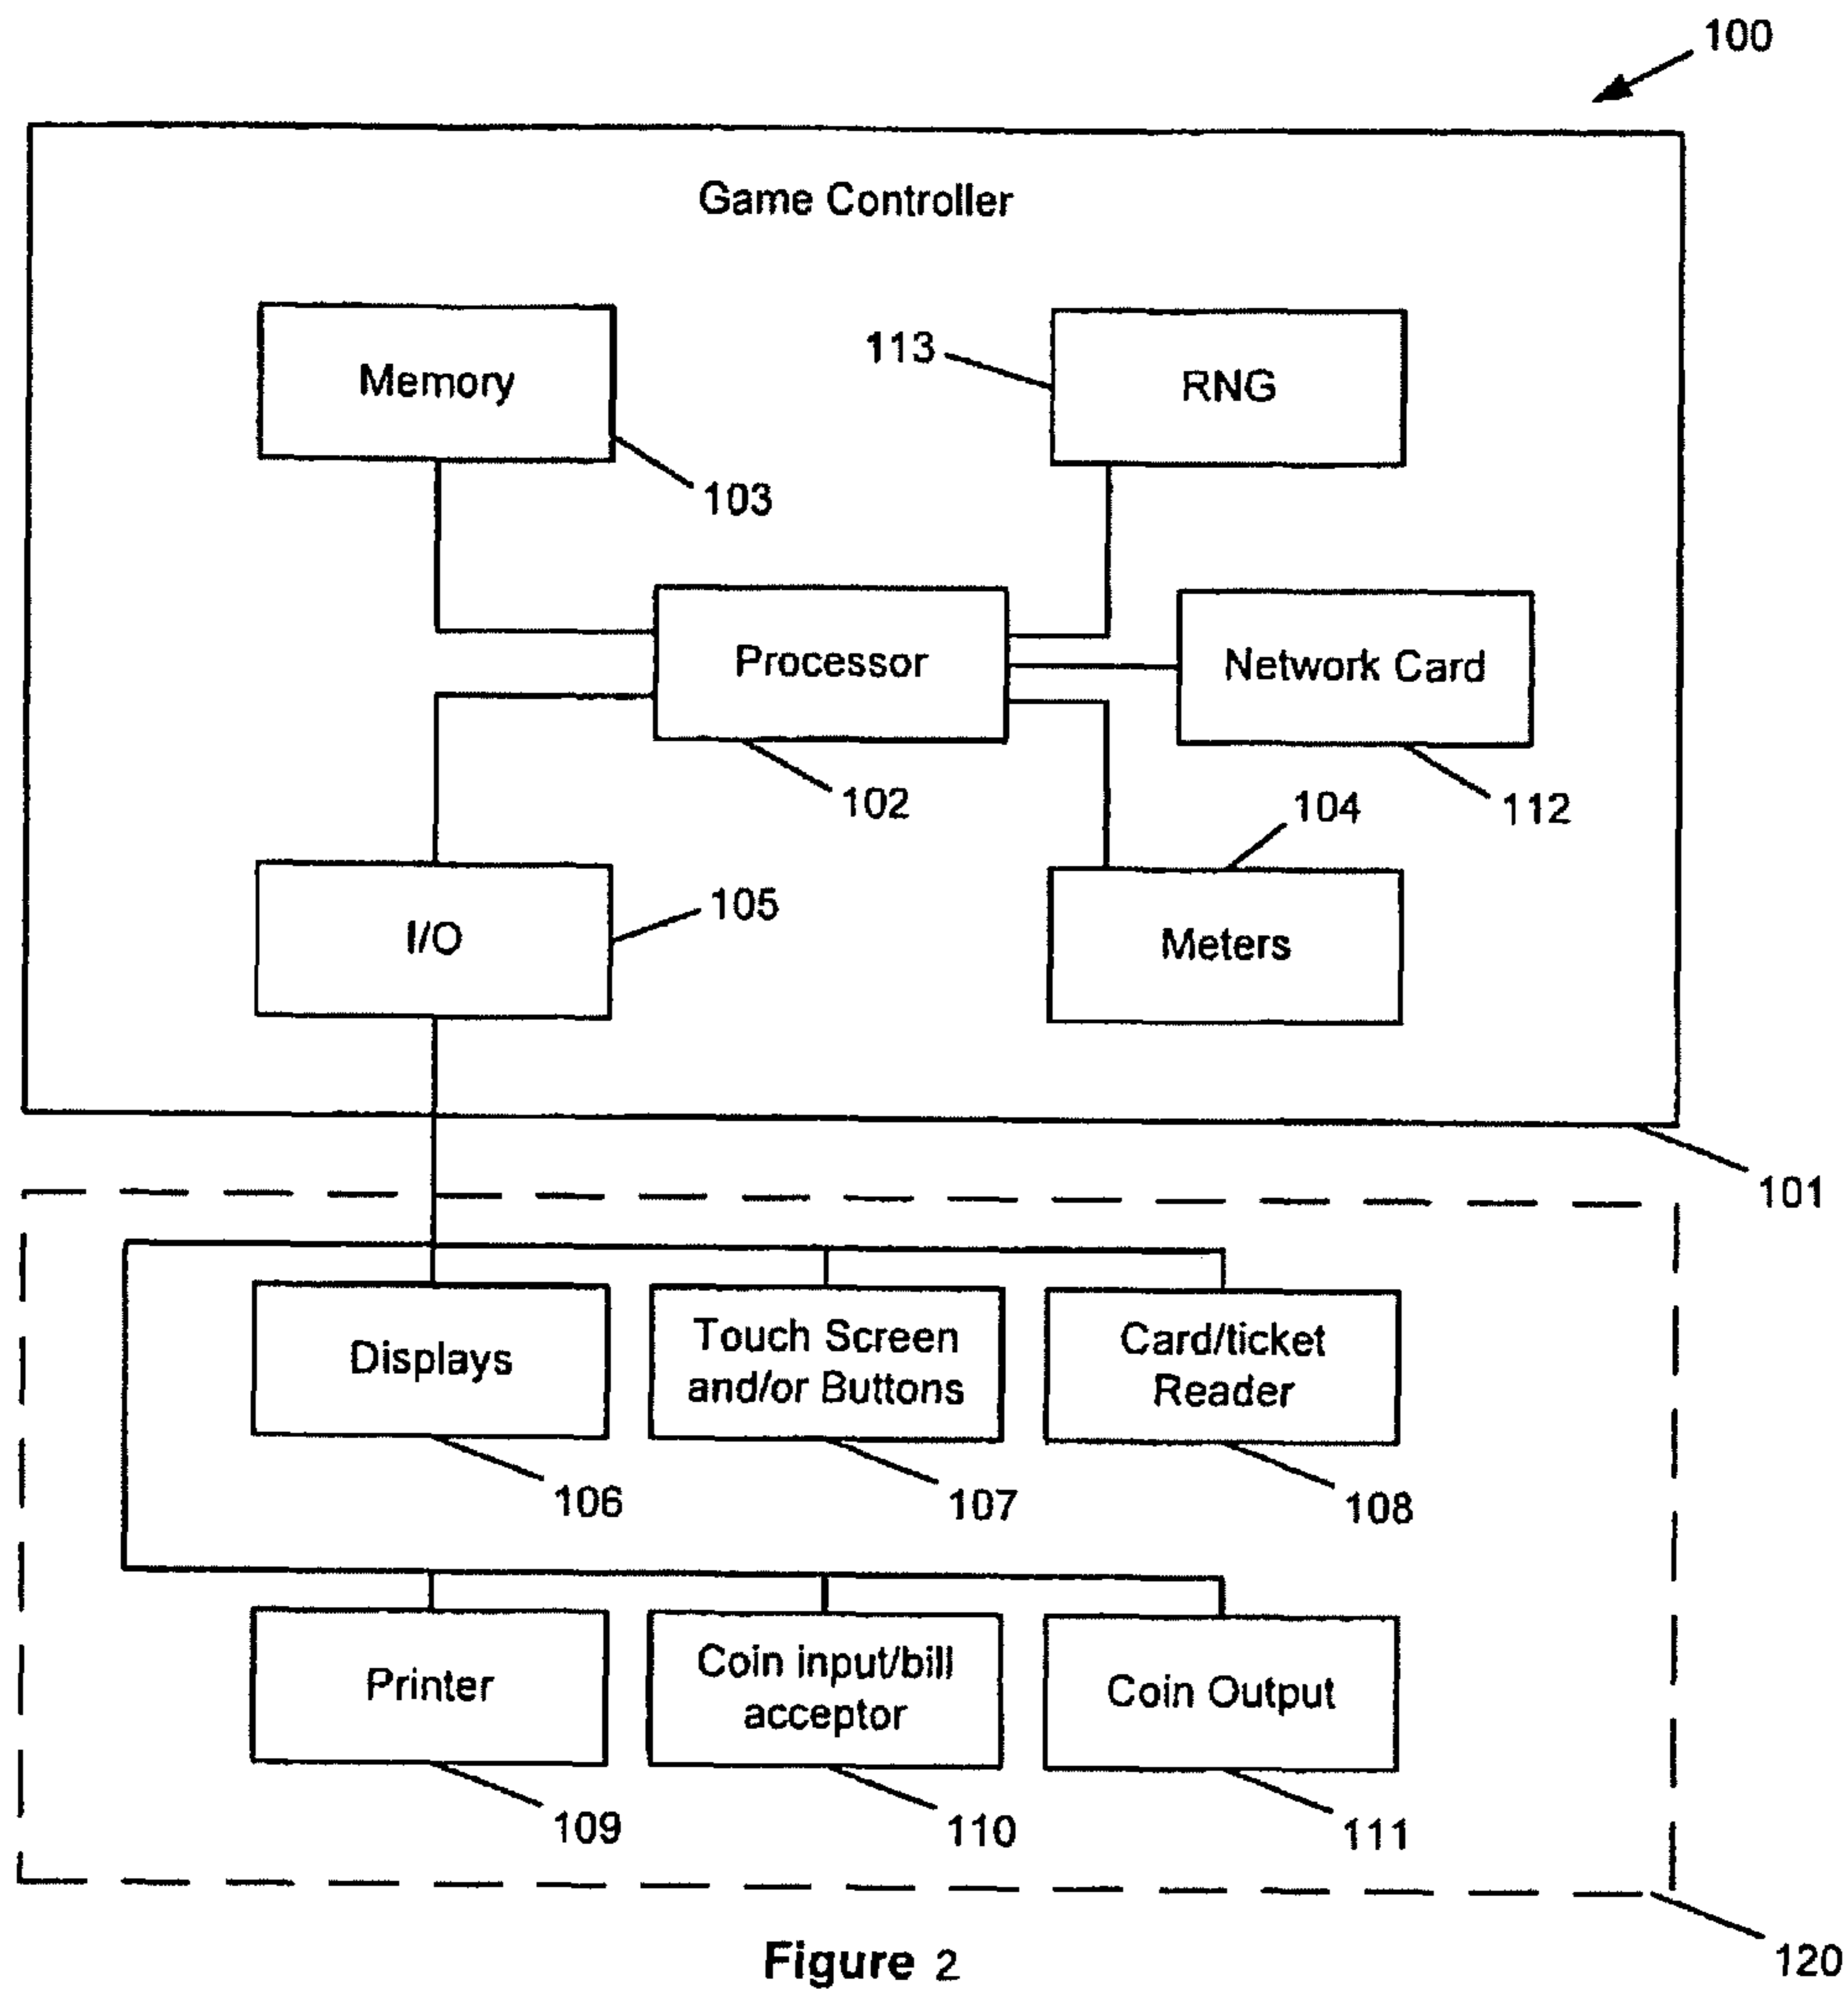 100
Game Controller
Memory
113
RNG
103
Processor
Network Card
102
104
112
I/O
105
Meters
101
Displays
Touch Screen
and/or Buttons
Card/ticket
Reader
106
107
108
Printer
Coin input/bill
acceptor
Coin Output
109
110
111
Figure 2
120